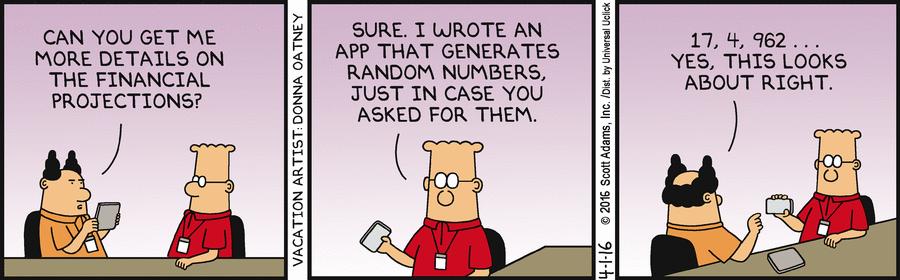 CAN YOU GET ME
MORE DETAILS ON
THE FINANCIAL
PROJECTIONS?
VACATION ARTIST: DONNA OATNEY
SURE. I WROTE AN
APP THAT GENERATES
RANDOM NUMBERS,
JUST IN CASE YOU
ASKED FOR THEM.
4-1-16 © 2016 Scott Adams, Inc. /Dist. by Universal Uclick
17, 4, 962 ...
YES, THIS LOOKS
ABOUT RIGHT.